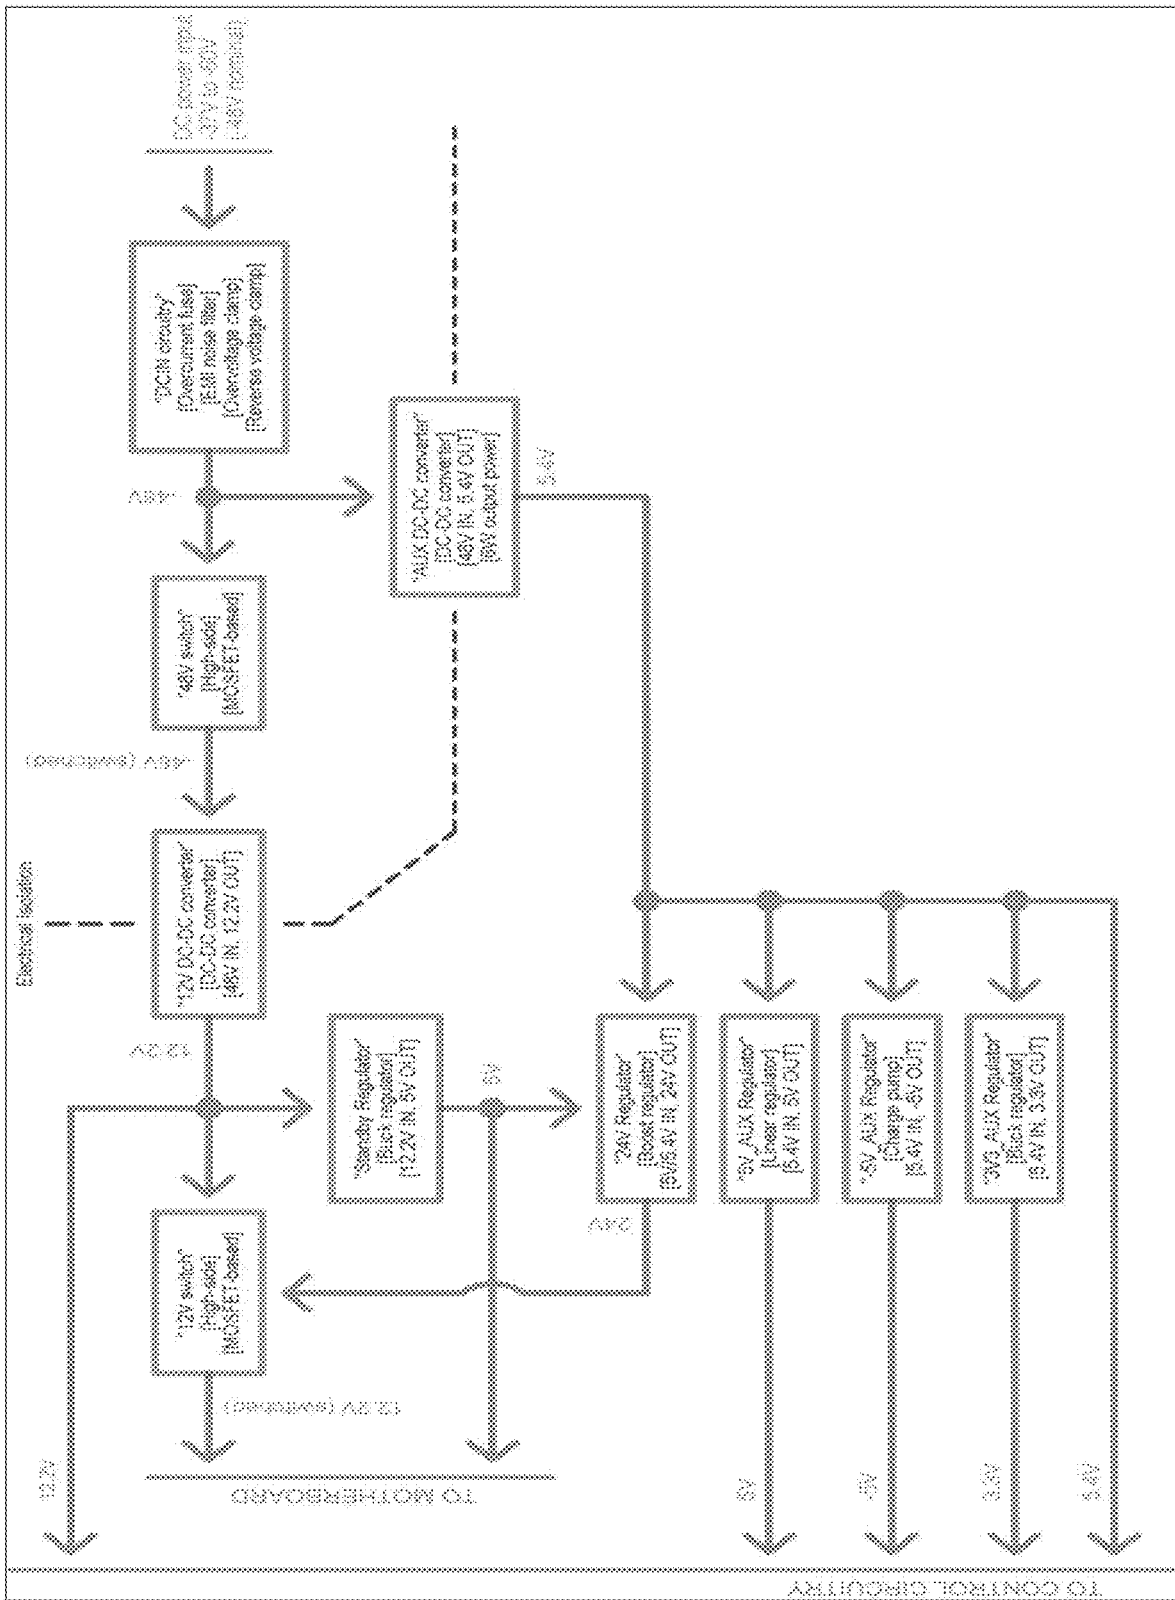 DC power input
-37V to -60V
(-48V nominal)
"DCIN circuitry"
[Overcurrent fuse]
[EMI noise filter]
[Overvoltage clamp]
[Reverse voltage clamp]
-48V
"AUX DC-DC converter"
[DC-DC converter]
[48V IN, 5.4V OUT]
[6W output power]
5.4V
"48V switch"
[High-side]
[MOSFET-based]
-48V (switched)
Electrical Isolation
"12V DC-DC converter"
[DC-DC converter]
[48V IN, 12.2V OUT]
12.2V
"Standby Regulator"
[Buck regulator]
[12.2V IN, 5V OUT]
5V
"24V Regulator"
[Boost regulator]
[5V/5.4V IN, 24V OUT]
24V
"5V_AUX Regulator"
[Linear regulator]
[5.4V IN, 5V OUT]
"-5V_AUX Regulator"
[Charge pump]
[5.4V IN, -5V OUT]
"3V3_AUX Regulator"
[Buck regulator]
[5.4V IN, 3.3V OUT]
"12V switch"
[High-side]
[MOSFET-based]
12.2V (switched)
TO MOTHERBOARD
12.2V
5V
-5V
3.3V
5.4V
TO CONTROL CIRCUITRY